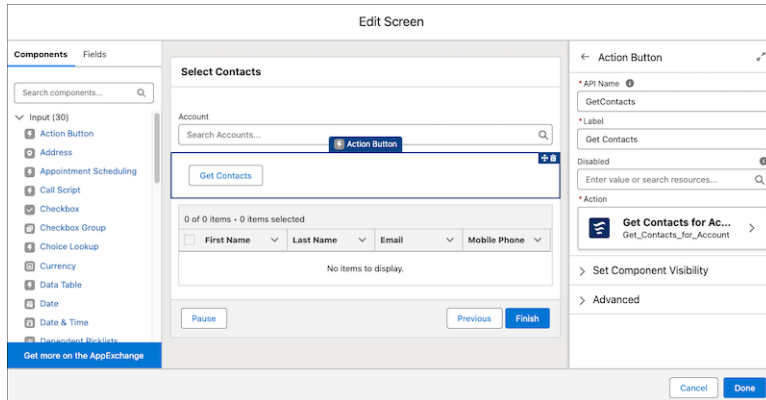 Edit Screen
Components Fields
Search components...
Input (30)
Action Button
Address
Appointment Scheduling
Call Script
Checkbox
Checkbox Group
Choice Lookup
Currency
Data Table
Date
Date & Time
Dependent Picklists
Get more on the AppExchange
Select Contacts
Account
Search Accounts...
Action Button
Get Contacts
0 of 0 items • 0 items selected
First Name Last Name Email Mobile Phone
No items to display.
Pause Previous Finish
Action Button
* API Name
GetContacts
* Label
Get Contacts
Disabled
Enter value or search resources...
* Action
Get Contacts for Ac...
Get_Contacts_for_Account
Set Component Visibility
Advanced
Cancel Done